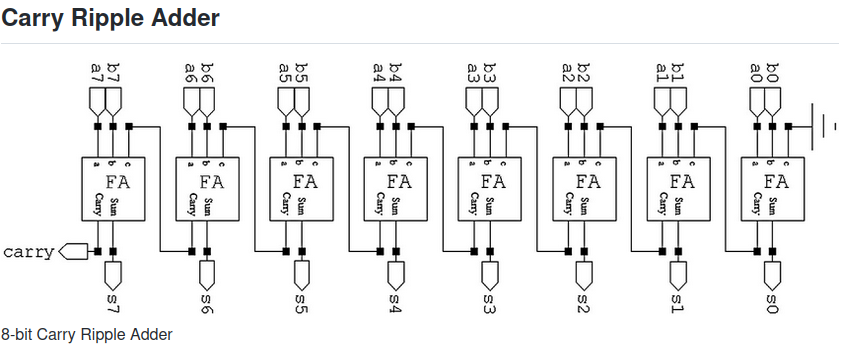 Carry Ripple Adder
a7 b7 a6 b6 a5 b5 a4 b4 a3 b3 a2 b2 a1 b1 a0 b0
a b c a b c a b c a b c a b c a b c a b c a b c
FA FA FA FA FA FA FA FA
Carry Sum Carry Sum Carry Sum Carry Sum Carry Sum Carry Sum Carry Sum Carry Sum
carry
s7 s6 s5 s4 s3 s2 s1 s0
8-bit Carry Ripple Adder